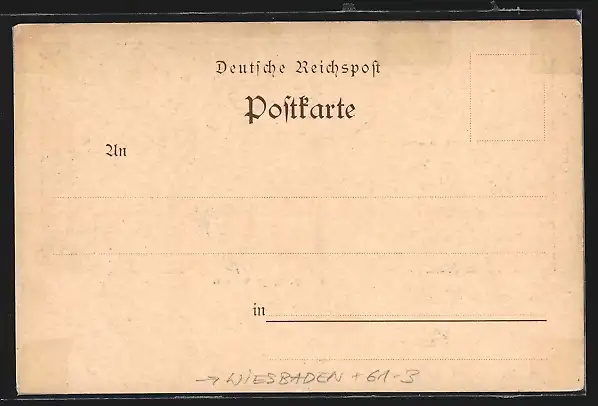 Deutſche Reichspoſt
Poſtkarte
An
in
→ WIESBADEN + 61-3